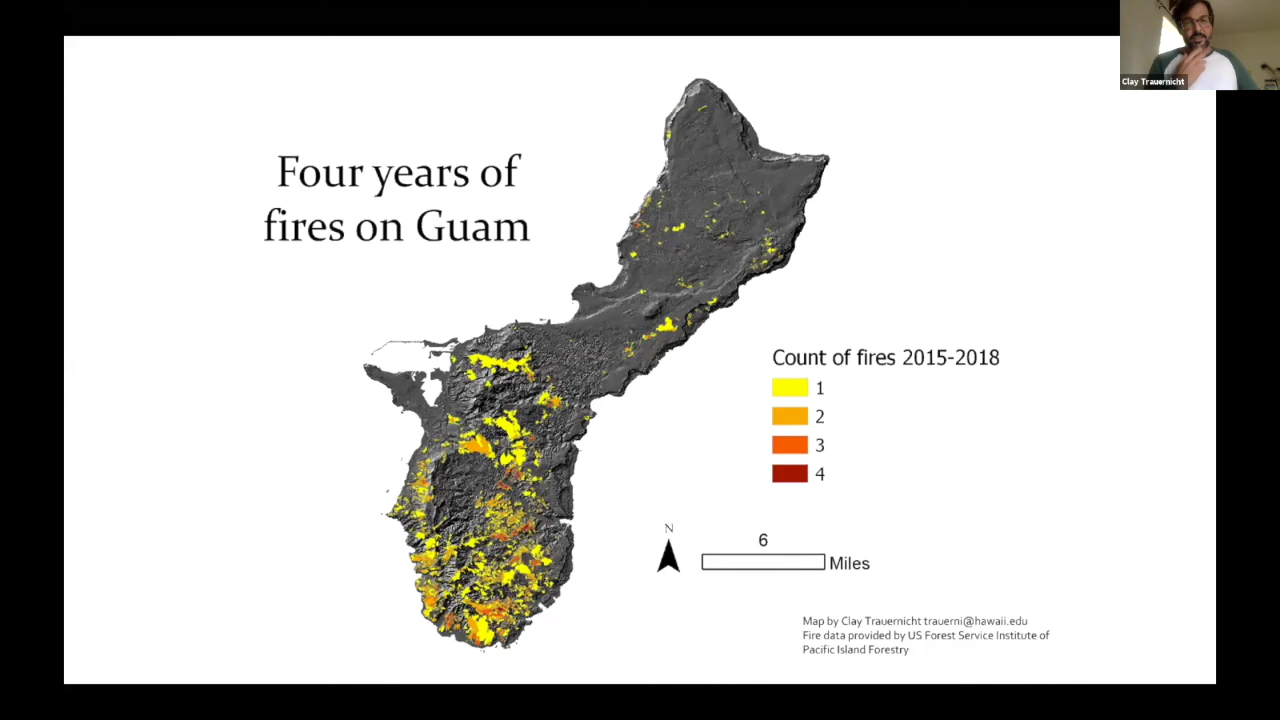 Clay Trauernicht
Four years of
fires on Guam
Count of fires 2015-2018
1
2
3
4
N
6
Miles
Map by Clay Trauernicht trauerni@hawaii.edu
Fire data provided by US Forest Service Institute of
Pacific Island Forestry